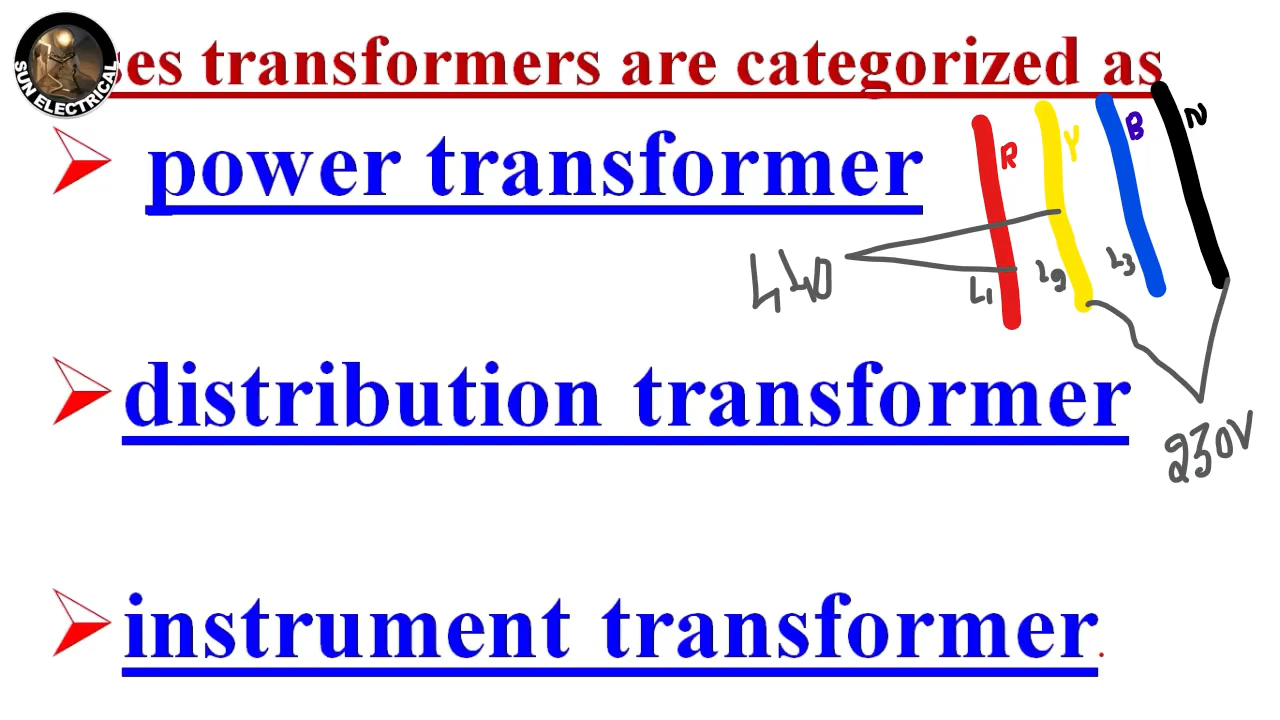 SUN ELECTRICAL
es transformers are categorized as
power transformer
R Y B N
440
L1 L2 L3
distribution transformer
230V
instrument transformer.